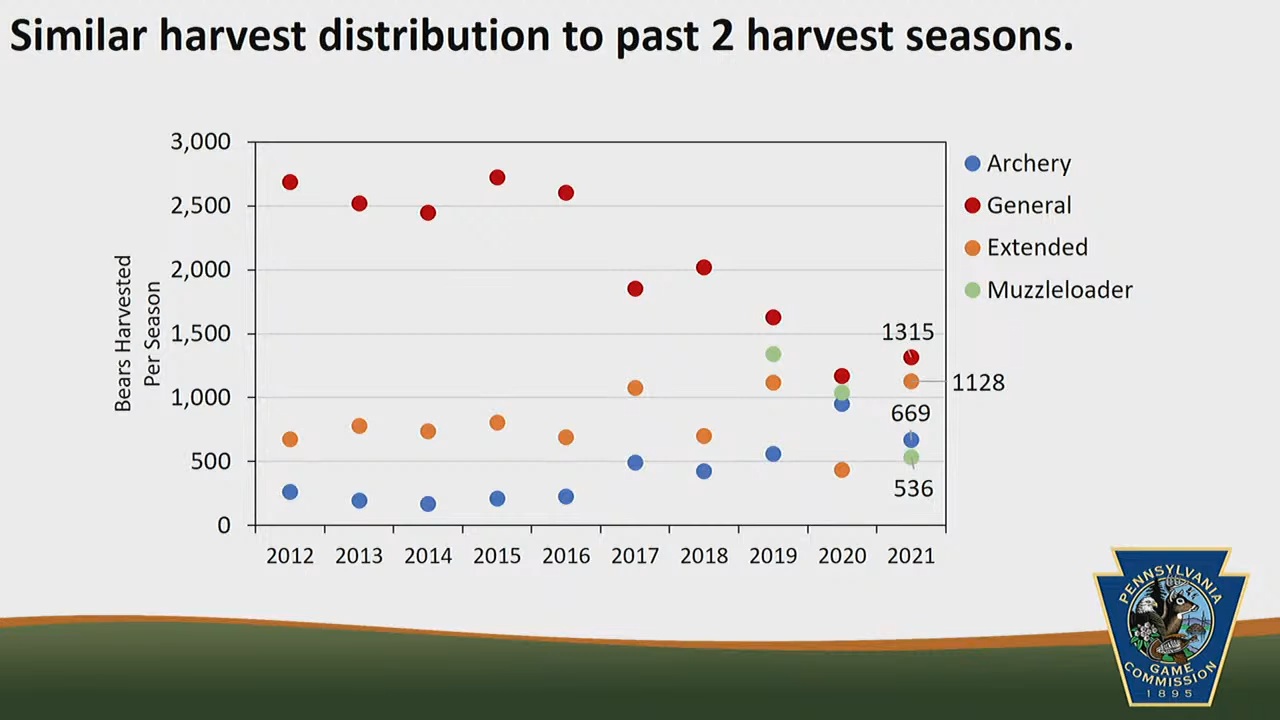 Similar harvest distribution to past 2 harvest seasons.
3,000
2,500
2,000
1,500
1,000
500
0
Bears Harvested
Per Season
2012 2013 2014 2015 2016 2017 2018 2019 2020 2021
1315
1128
669
536
Archery
General
Extended
Muzzleloader
PENNSYLVANIA
GAME
COMMISSION
1895